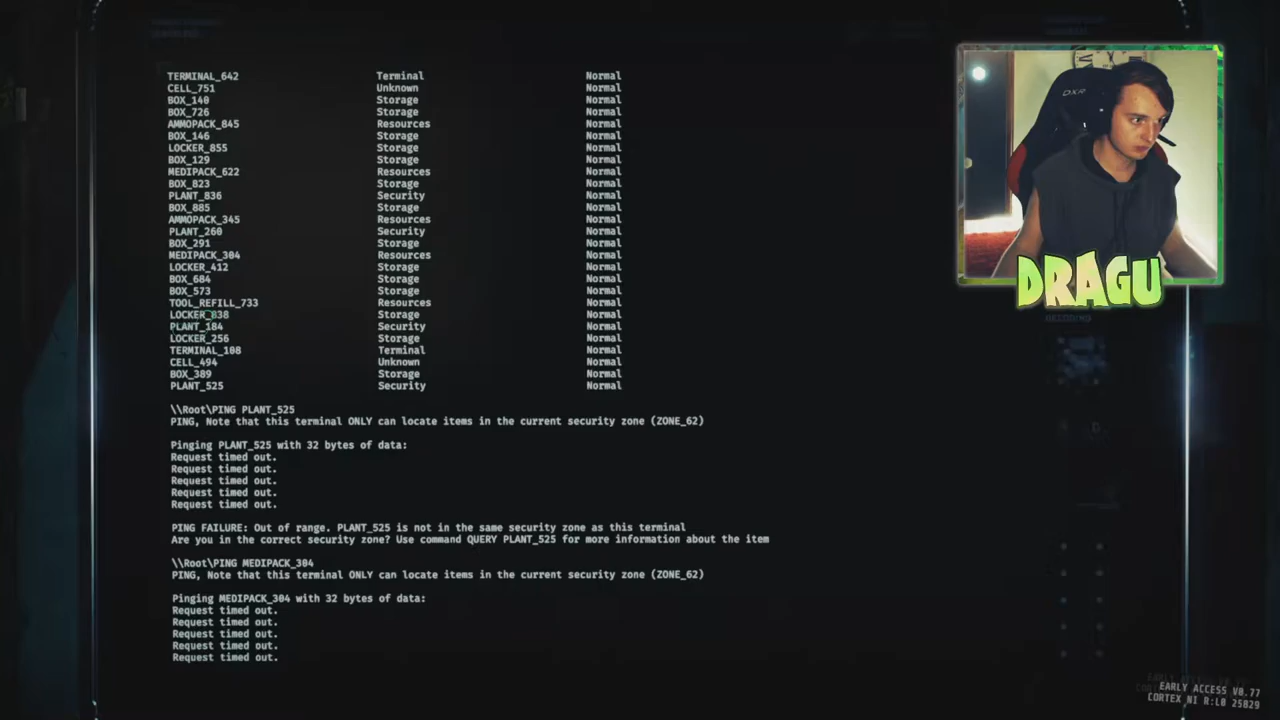 TERMINAL_642 Terminal Normal
CELL_751 Unknown Normal
BOX_140 Storage Normal
BOX_726 Storage Normal
AMMOPACK_845 Resources Normal
BOX_146 Storage Normal
LOCKER_855 Storage Normal
BOX_129 Storage Normal
MEDIPACK_622 Resources Normal
BOX_823 Storage Normal
PLANT_836 Security Normal
BOX_885 Storage Normal
AMMOPACK_345 Resources Normal
PLANT_260 Security Normal
BOX_291 Storage Normal
MEDIPACK_304 Resources Normal
LOCKER_412 Storage Normal
BOX_684 Storage Normal
BOX_573 Storage Normal
TOOL_REFILL_733 Resources Normal
LOCKER_838 Storage Normal
PLANT_184 Security Normal
LOCKER_256 Storage Normal
TERMINAL_108 Terminal Normal
CELL_494 Unknown Normal
BOX_389 Storage Normal
PLANT_525 Security Normal
\\Root\PING PLANT_525
PING, Note that this terminal ONLY can locate items in the current security zone (ZONE_62)
Pinging PLANT_525 with 32 bytes of data:
Request timed out.
Request timed out.
Request timed out.
Request timed out.
Request timed out.
PING FAILURE: Out of range. PLANT_525 is not in the same security zone as this terminal
Are you in the correct security zone? Use command QUERY PLANT_525 for more information about the item
\\Root\PING MEDIPACK_304
PING, Note that this terminal ONLY can locate items in the current security zone (ZONE_62)
Pinging MEDIPACK_304 with 32 bytes of data:
Request timed out.
Request timed out.
Request timed out.
Request timed out.
Request timed out.
DXR
DRAGU
EARLY ACCESS V0.77
CORTEX NI R:L0 25829